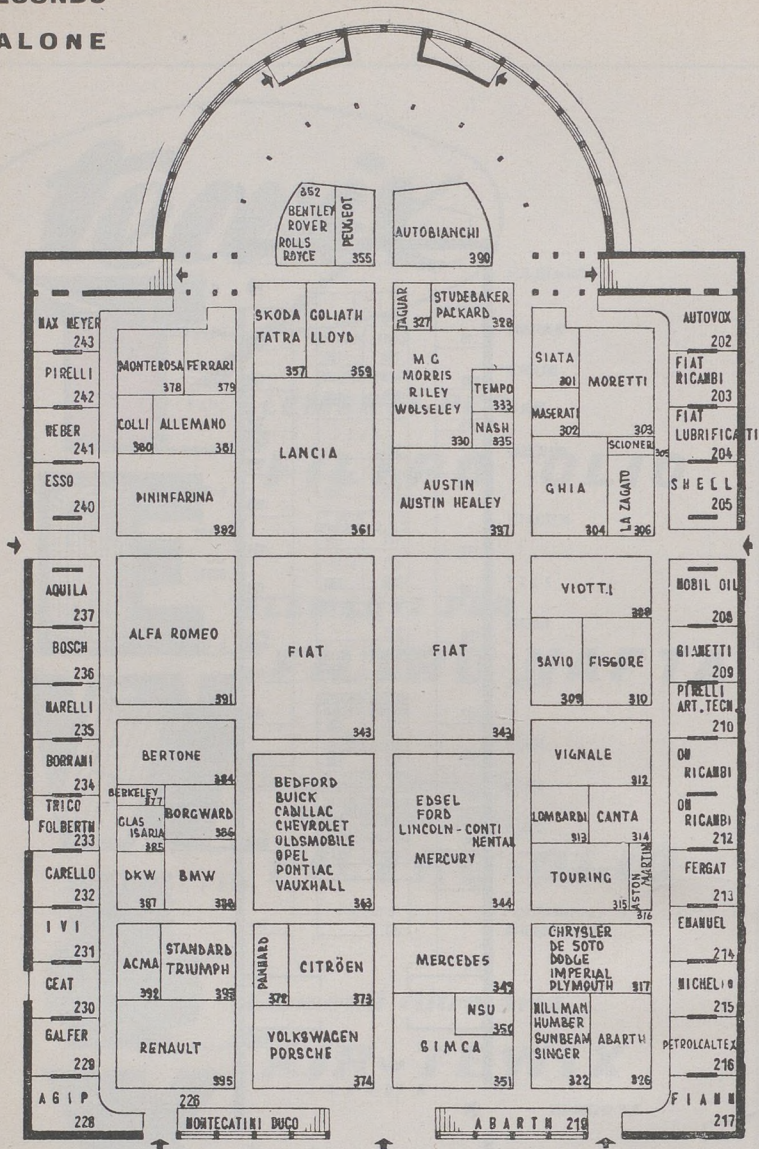 ALONE
352
BENTLEY
ROVER
ROLLS
ROYCE
PEUGEOT
355
AUTOBIANCHI
390
MAX MEYER
243
PIRELLI
242
WEBER
241
ESSO
240
MONTEROSA
378
FERRARI
379
COLLI
380
ALLEMANO
381
PININFARINA
382
SKODA
TATRA
357
GOLIATH
LLOYD
359
LANCIA
361
JAGUAR
327
STUDEBAKER
PACKARD
328
MG
MORRIS
RILEY
WOLSELEY
330
TEMPO
333
NASH
335
AUSTIN
AUSTIN HEALEY
337
SIATA
301
MASERATI
302
MORETTI
303
SCIONERI
305
GHIA
304
LA ZAGATO
306
AUTOVOX
202
FIAT
RICAMBI
203
FIAT
LUBRIFICATI
204
SHELL
205
AQUILA
237
BOSCH
236
MARELLI
235
BORRANI
234
TRICO
FOLBERTH
233
CARELLO
232
IVI
231
CEAT
230
GALFER
229
AGIP
228
ALFA ROMEO
391
BERTONE
384
BERKELEY
377
GLAS
ISARIA
385
BORGWARD
386
DKW
387
BMW
388
ACMA
392
STANDARD
TRIUMPH
393
RENAULT
395
FIAT
343
BEDFORD
BUICK
CADILLAC
CHEVROLET
OLDSMOBILE
OPEL
PONTIAC
VAUXHALL
363
PANHARD
372
CITRÖEN
373
VOLKSWAGEN
PORSCHE
374
FIAT
343
EDSEL
FORD
LINCOLN-CONTI
NENTAL
MERCURY
344
MERCEDES
349
NSU
350
SIMCA
351
VIOTTI
SAVIO
309
FISSORE
310
VIGNALE
312
LOMBARDI
313
CANTA
314
TOURING
315
ASTON
MARTIN
316
CHRYSLER
DE SOTO
DODGE
IMPERIAL
PLYMOUTH
317
HILLMAN
HUMBER
SUNBEAM
SINGER
322
ABARTH
326
MOBIL OIL
208
GIANETTI
209
PIRELLI
ART. TECN.
210
OM
RICAMBI
OM
RICAMBI
212
FERGAT
213
EMANUEL
214
MICHELIN
215
PETROLCALTEX
216
FIAMM
217
226
MONTECATINI DUCO
ABARTH 219